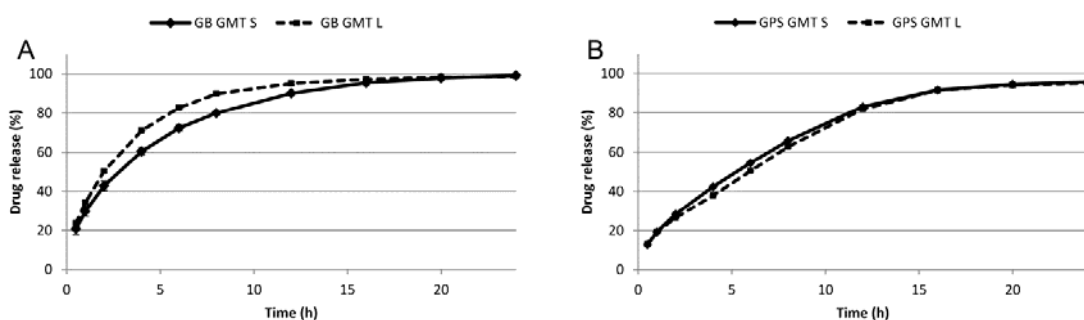 A
GB GMT S GB GMT L
Drug release (%)
100
80
60
40
20
0
0 5 10 15 20
Time (h)
B
GPS GMT S GPS GMT L
Drug release (%)
100
80
60
40
20
0
0 5 10 15 20
Time (h)